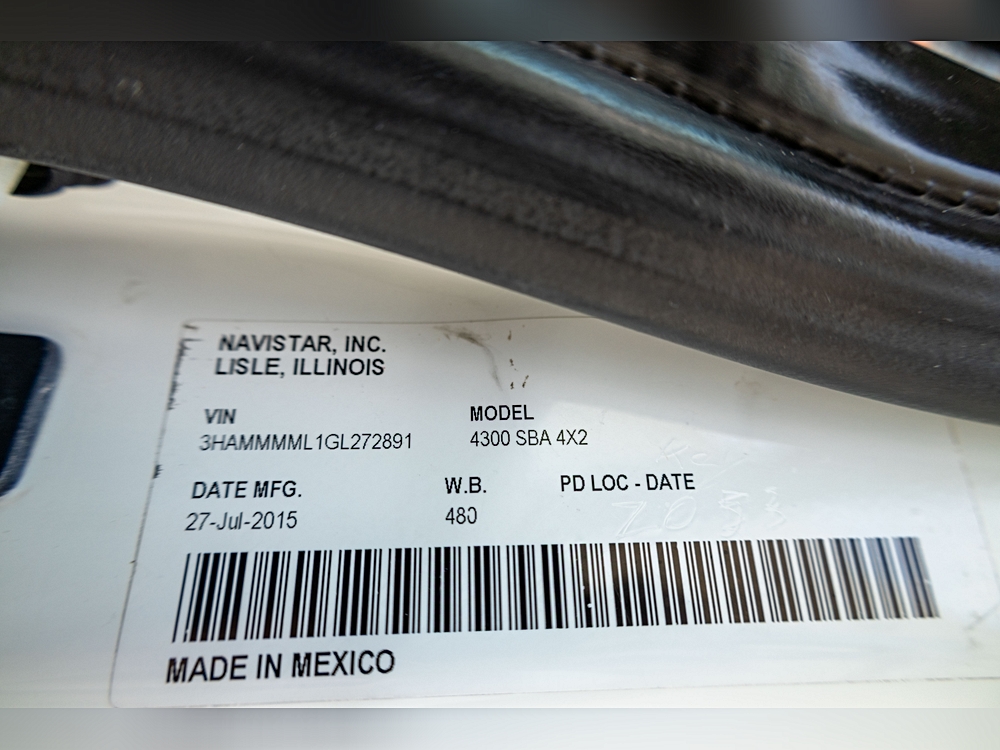 NAVISTAR, INC.
LISLE, ILLINOIS
VIN MODEL
3HAMMMML1GL272891 4300 SBA 4X2
DATE MFG. W.B. PD LOC - DATE
27-Jul-2015 480
MADE IN MEXICO